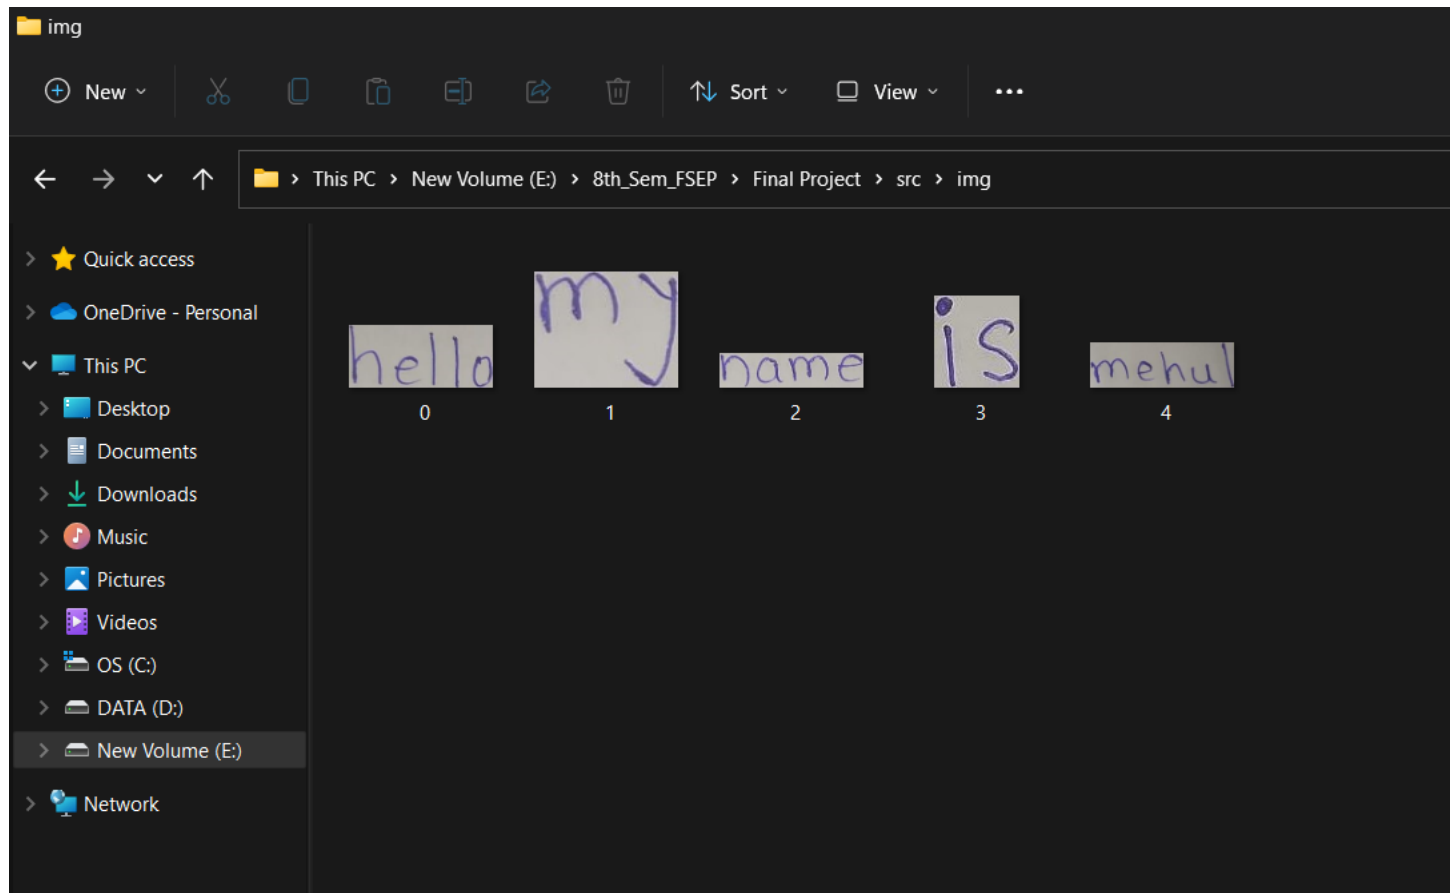 img
New Sort View
This PC New Volume (E:) 8th_Sem_FSEP Final Project src img
Quick access
OneDrive - Personal
This PC
Desktop
Documents
Downloads
Music
Pictures
Videos
OS (C:)
DATA (D:)
New Volume (E:)
Network
hello my name is mehul
0 1 2 3 4